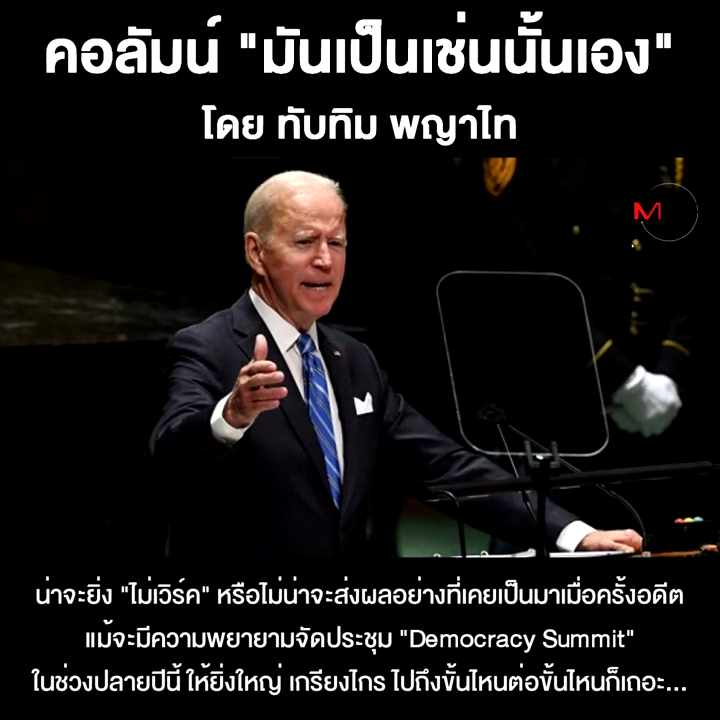 คอลัมน์ "มันเป็นเช่นนั้นเอง"
โดย ทับทิม พญาไท
M
น่าจะยิ่ง "ไม่เวิร์ค" หรือไม่น่าจะส่งผลอย่างที่เคยเป็นมาเมื่อครั้งอดีต
แม้จะมีความพยายามจัดประชุม "Democracy Summit"
ในช่วงปลายปีนี้ ให้ยิ่งใหญ่ เกรียงไกร ไปถึงขั้นไหนต่อขั้นไหนก็เถอะ...